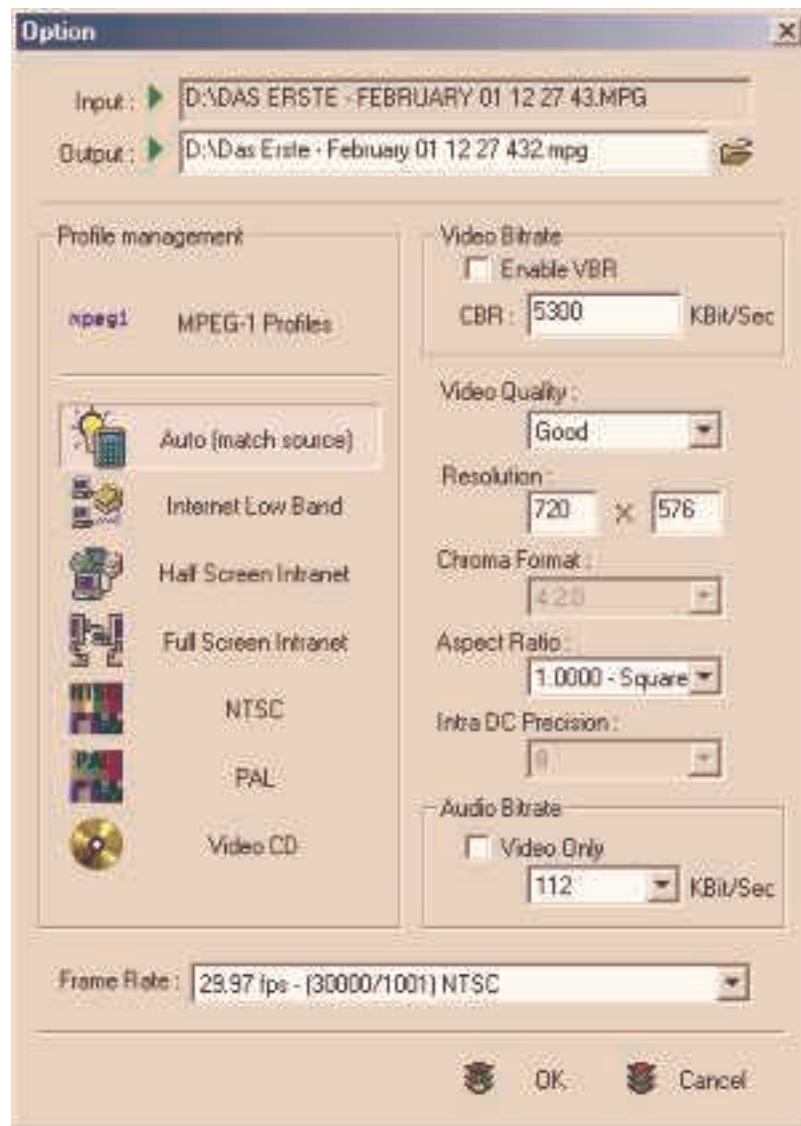 Option
Input : D:\DAS ERSTE - FEBRUARY 01 12 27 43.MPG
Output : D:\Das Erste - February 01 12 27 432.mpg
Profile management
mpeg1 MPEG-1 Profiles
Auto (match source)
Internet Low Band
Half Screen Intranet
Full Screen Intranet
NTSC NTSC
PAL PAL
Video CD
Video Bitrate
Enable VBR
CBR : 5300 KBit/Sec
Video Quality :
Good
Resolution :
720 × 576
Chroma Format :
4:2:0
Aspect Ratio :
1.0000 - Square
Intra DC Precision :
Audio Bitrate
Video Only
112 KBit/Sec
Frame Rate : 29.97 fps - (30000/1001) NTSC
OK
Cancel